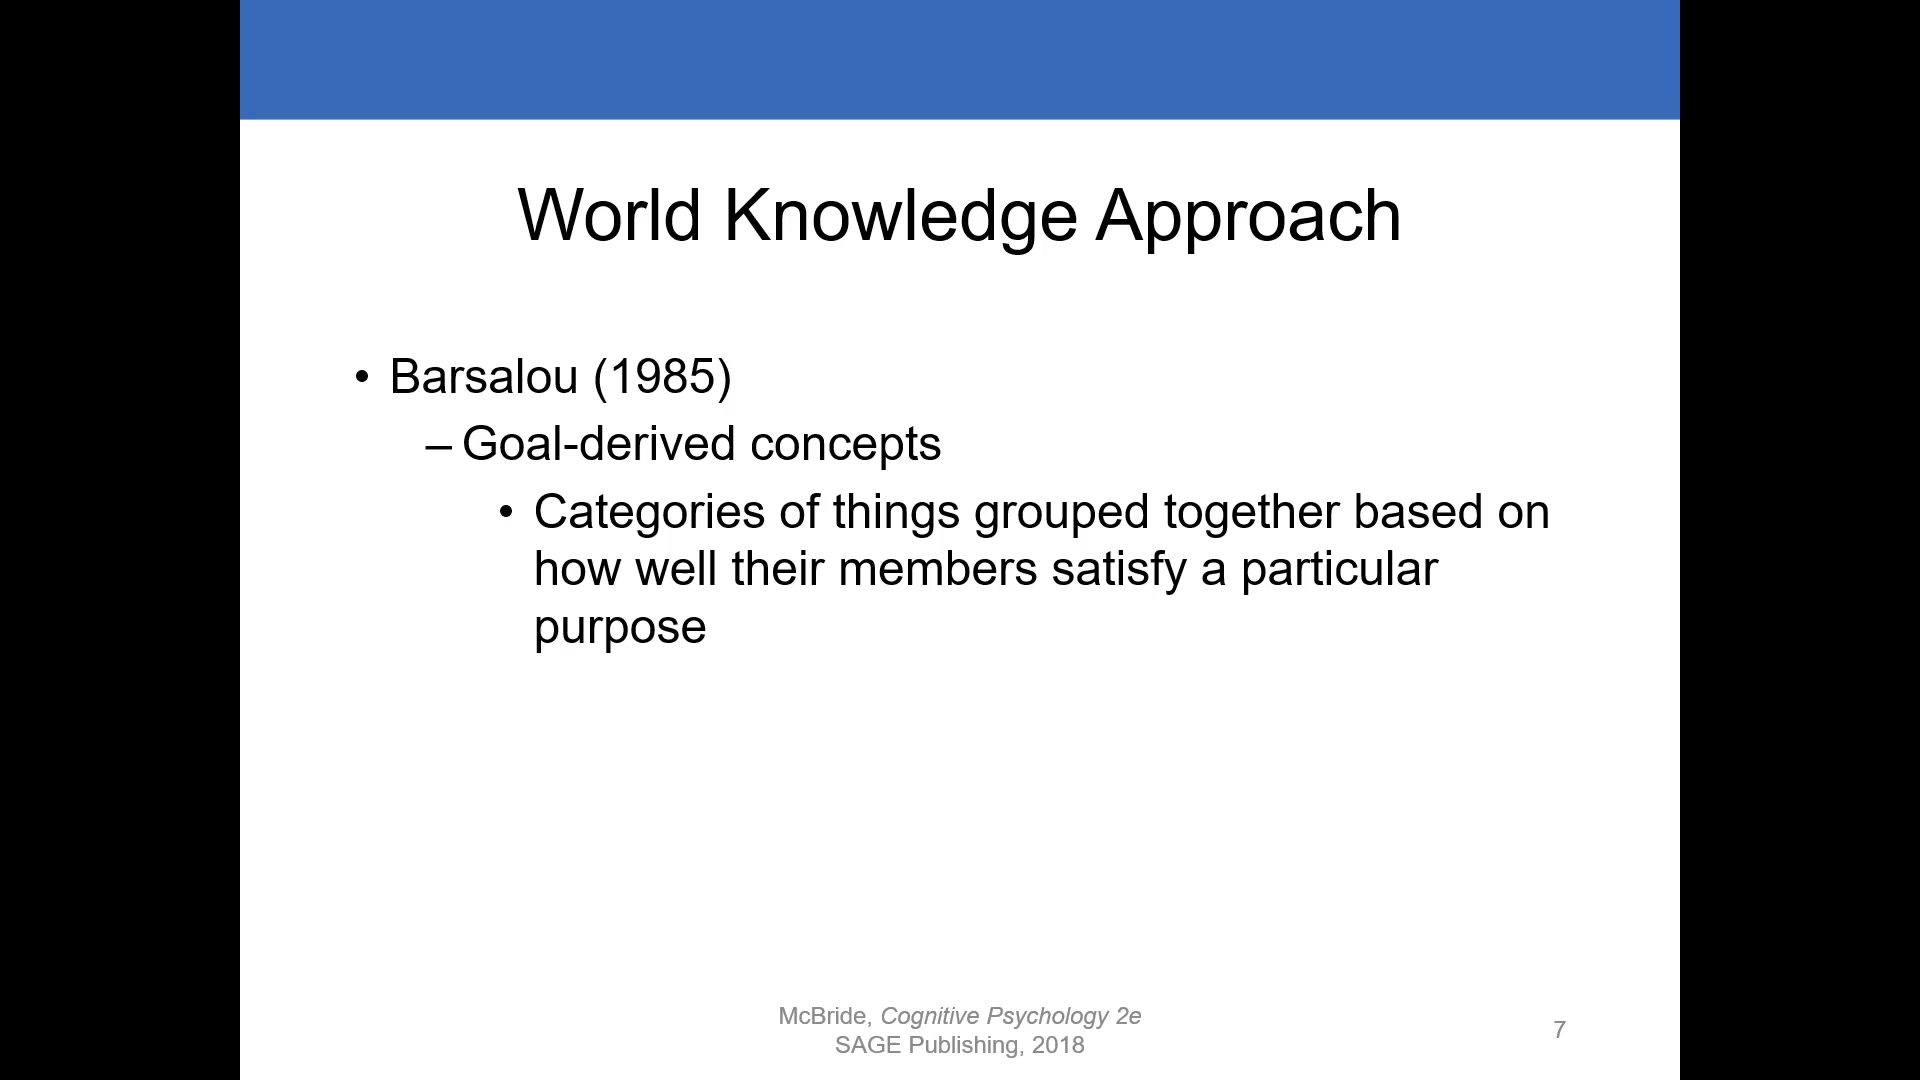 World Knowledge Approach
• Barsalou (1985)
– Goal-derived concepts
• Categories of things grouped together based on
how well their members satisfy a particular
purpose
McBride, Cognitive Psychology 2e
SAGE Publishing, 2018
7